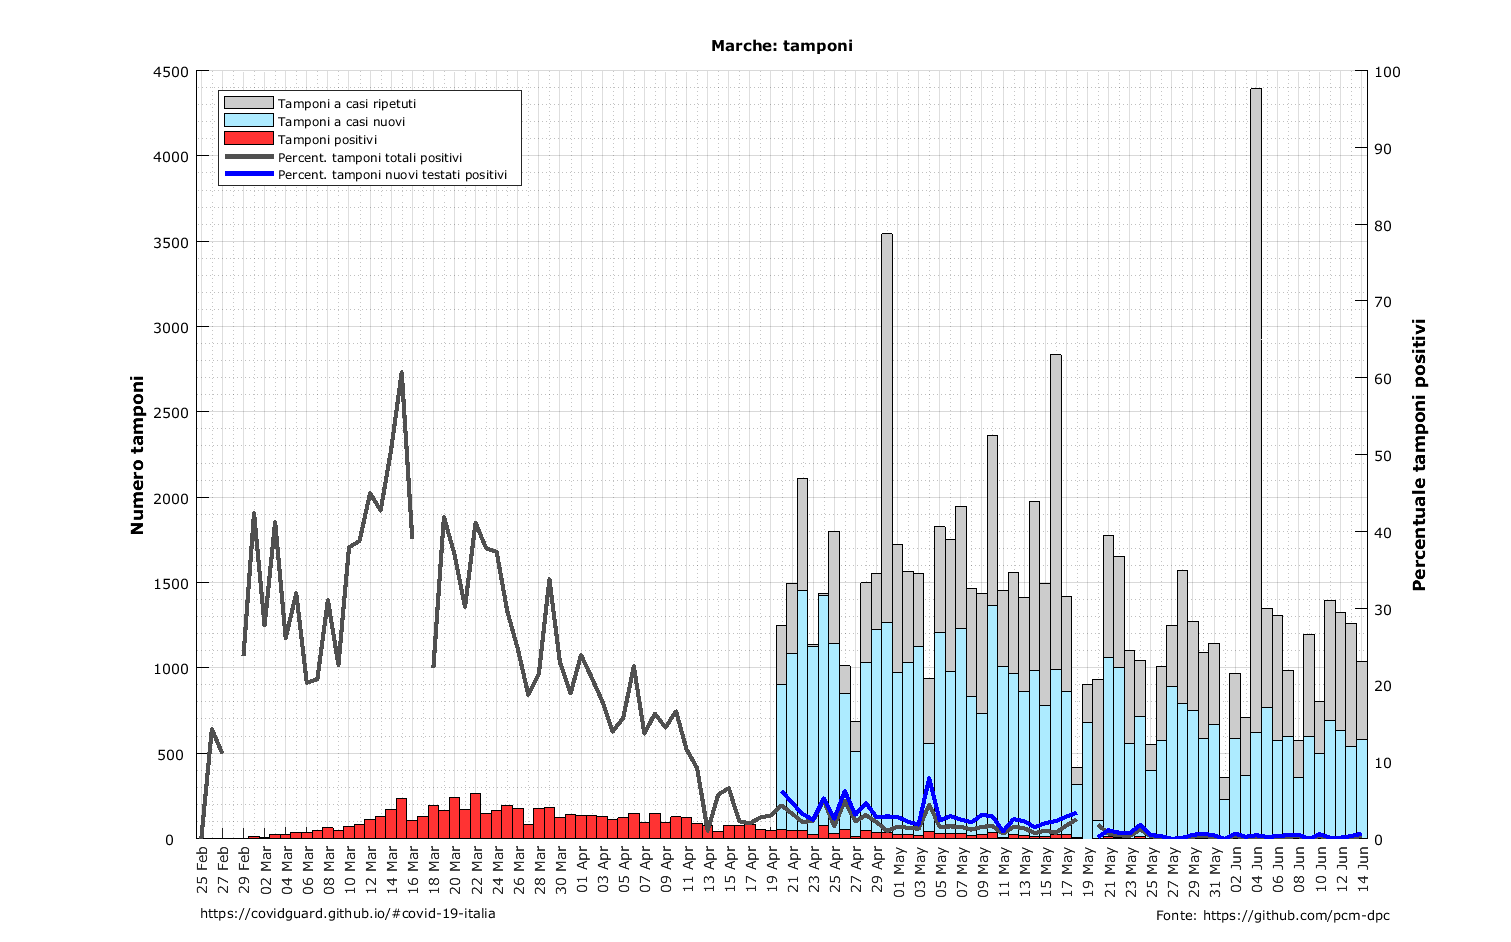 Marche: tamponi
Tamponi a casi ripetuti
Tamponi a casi nuovi
Tamponi positivi
Percent. tamponi totali positivi
Percent. tamponi nuovi testati positivi
Numero tamponi
4500
4000
3500
3000
2500
2000
1500
1000
500
0
Percentuale tamponi positivi
100
90
80
70
60
50
40
30
20
10
0
25 Feb
27 Feb
29 Feb
02 Mar
04 Mar
06 Mar
08 Mar
10 Mar
12 Mar
14 Mar
16 Mar
18 Mar
20 Mar
22 Mar
24 Mar
26 Mar
28 Mar
30 Mar
01 Apr
03 Apr
05 Apr
07 Apr
09 Apr
11 Apr
13 Apr
15 Apr
17 Apr
19 Apr
21 Apr
23 Apr
25 Apr
27 Apr
29 Apr
01 May
03 May
05 May
07 May
09 May
11 May
13 May
15 May
17 May
19 May
21 May
23 May
25 May
27 May
29 May
31 May
02 Jun
04 Jun
06 Jun
08 Jun
10 Jun
12 Jun
14 Jun
https://covidguard.github.io/#covid-19-italia
Fonte: https://github.com/pcm-dpc